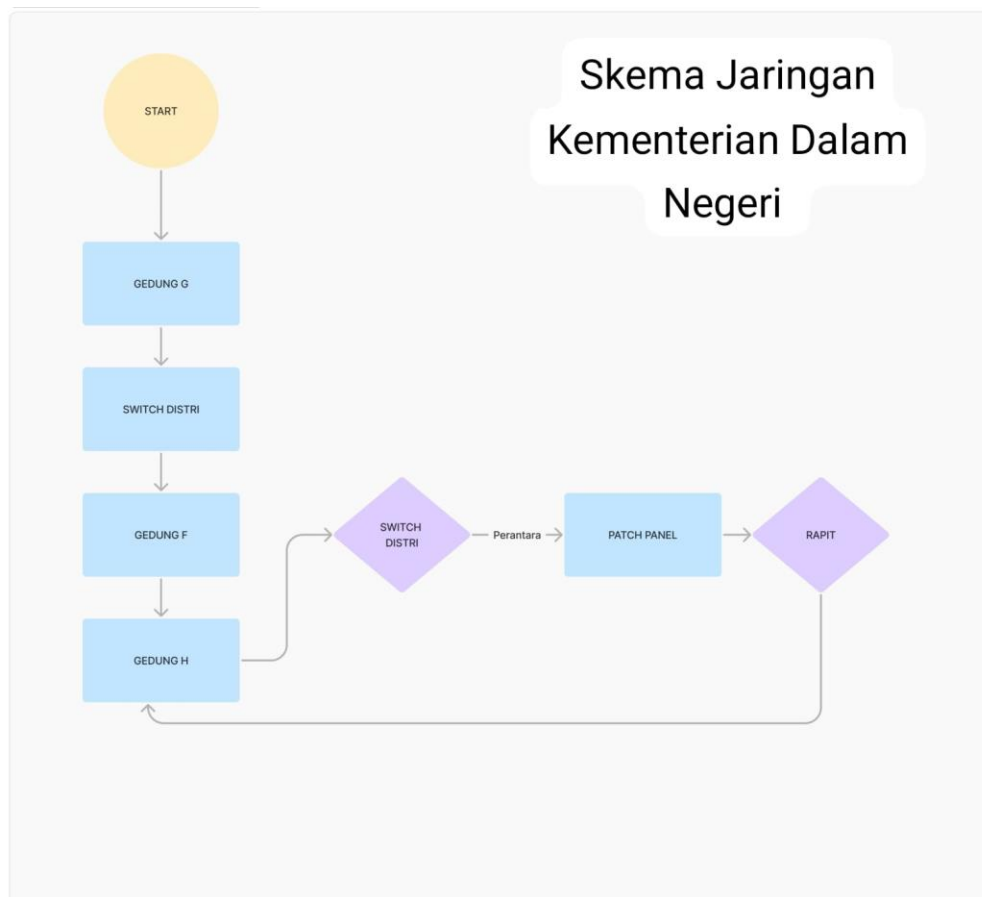 Skema Jaringan
Kementerian Dalam
Negeri
START
GEDUNG G
SWITCH DISTRI
GEDUNG F
GEDUNG H
SWITCH
DISTRI
Perantara
PATCH PANEL
RAPIT